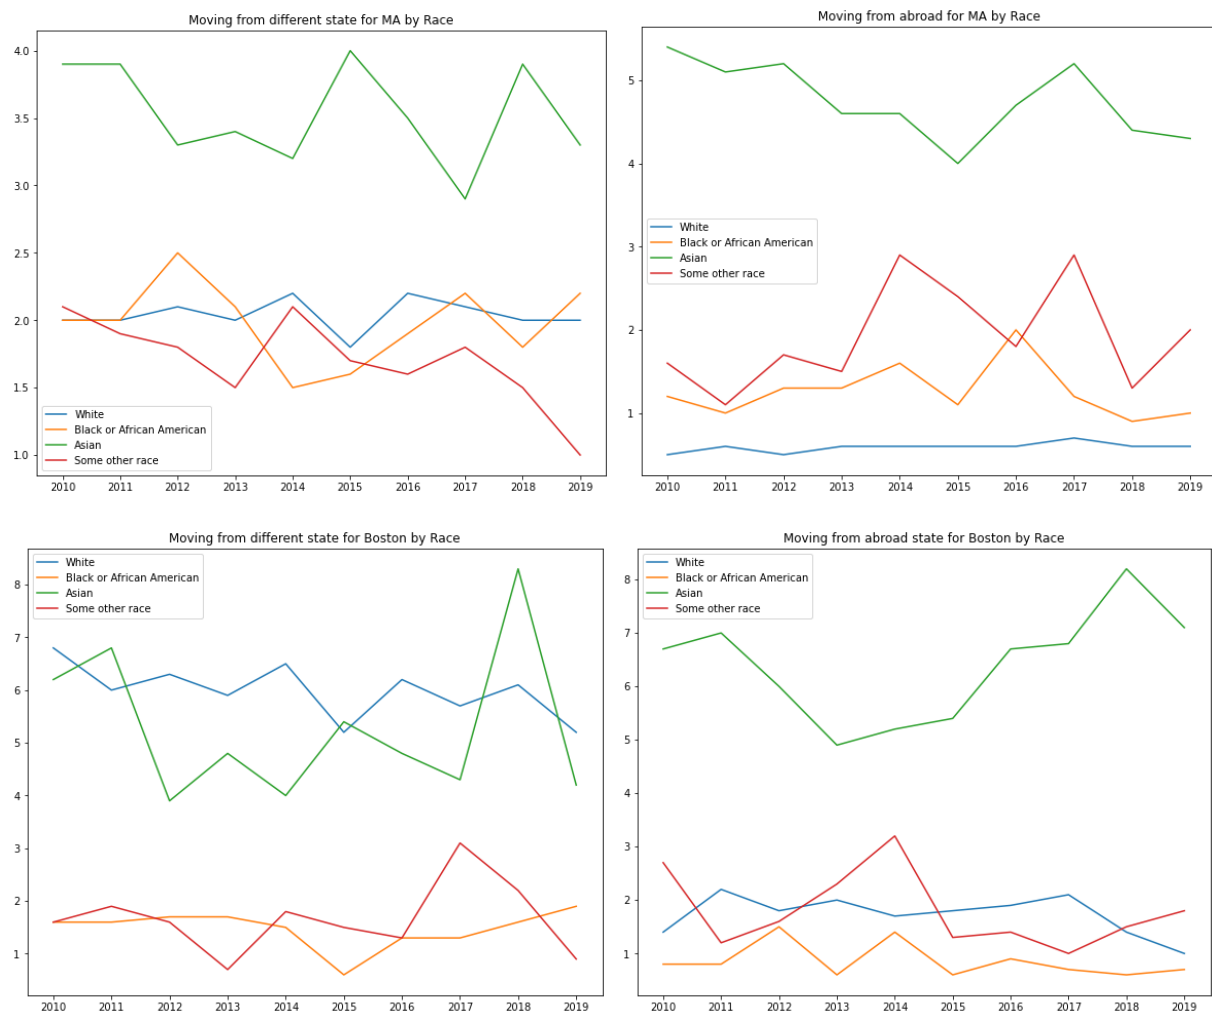 Moving from different state for MA by Race
4.0
3.5
3.0
2.5
2.0
1.5
1.0
White
Black or African American
Asian
Some other race
2010 2011 2012 2013 2014 2015 2016 2017 2018 2019
Moving from abroad for MA by Race
5
4
3
2
1
White
Black or African American
Asian
Some other race
2010 2011 2012 2013 2014 2015 2016 2017 2018 2019
Moving from different state for Boston by Race
8
7
6
5
4
3
2
1
White
Black or African American
Asian
Some other race
2010 2011 2012 2013 2014 2015 2016 2017 2018 2019
Moving from abroad state for Boston by Race
8
7
6
5
4
3
2
1
White
Black or African American
Asian
Some other race
2010 2011 2012 2013 2014 2015 2016 2017 2018 2019